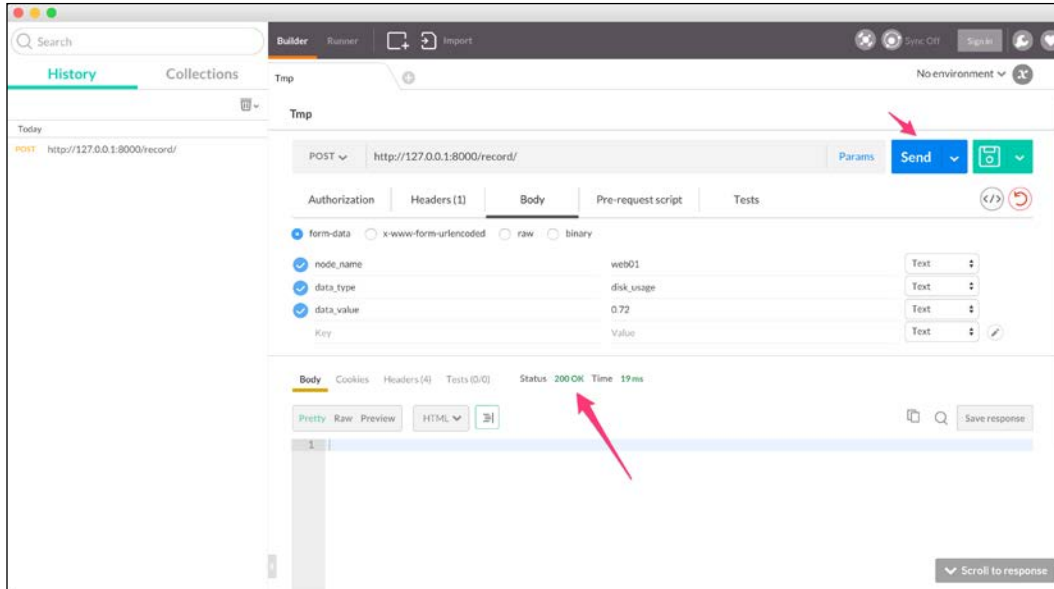 Search
Builder Runner Import Sync Off Sign in
History Collections
Tmp
No environment
Tmp
Today
POST http://127.0.0.1:8000/record/
POST http://127.0.0.1:8000/record/ Params Send
Authorization Headers (1) Body Pre-request script Tests
form-data x-www-form-urlencoded raw binary
node_name web01 Text
data_type disk_usage Text
data_value 0.72 Text
Key Value Text
Body Cookies Headers (4) Tests (0/0) Status 200 OK Time 19 ms
Pretty Raw Preview HTML Save response
1
Scroll to response